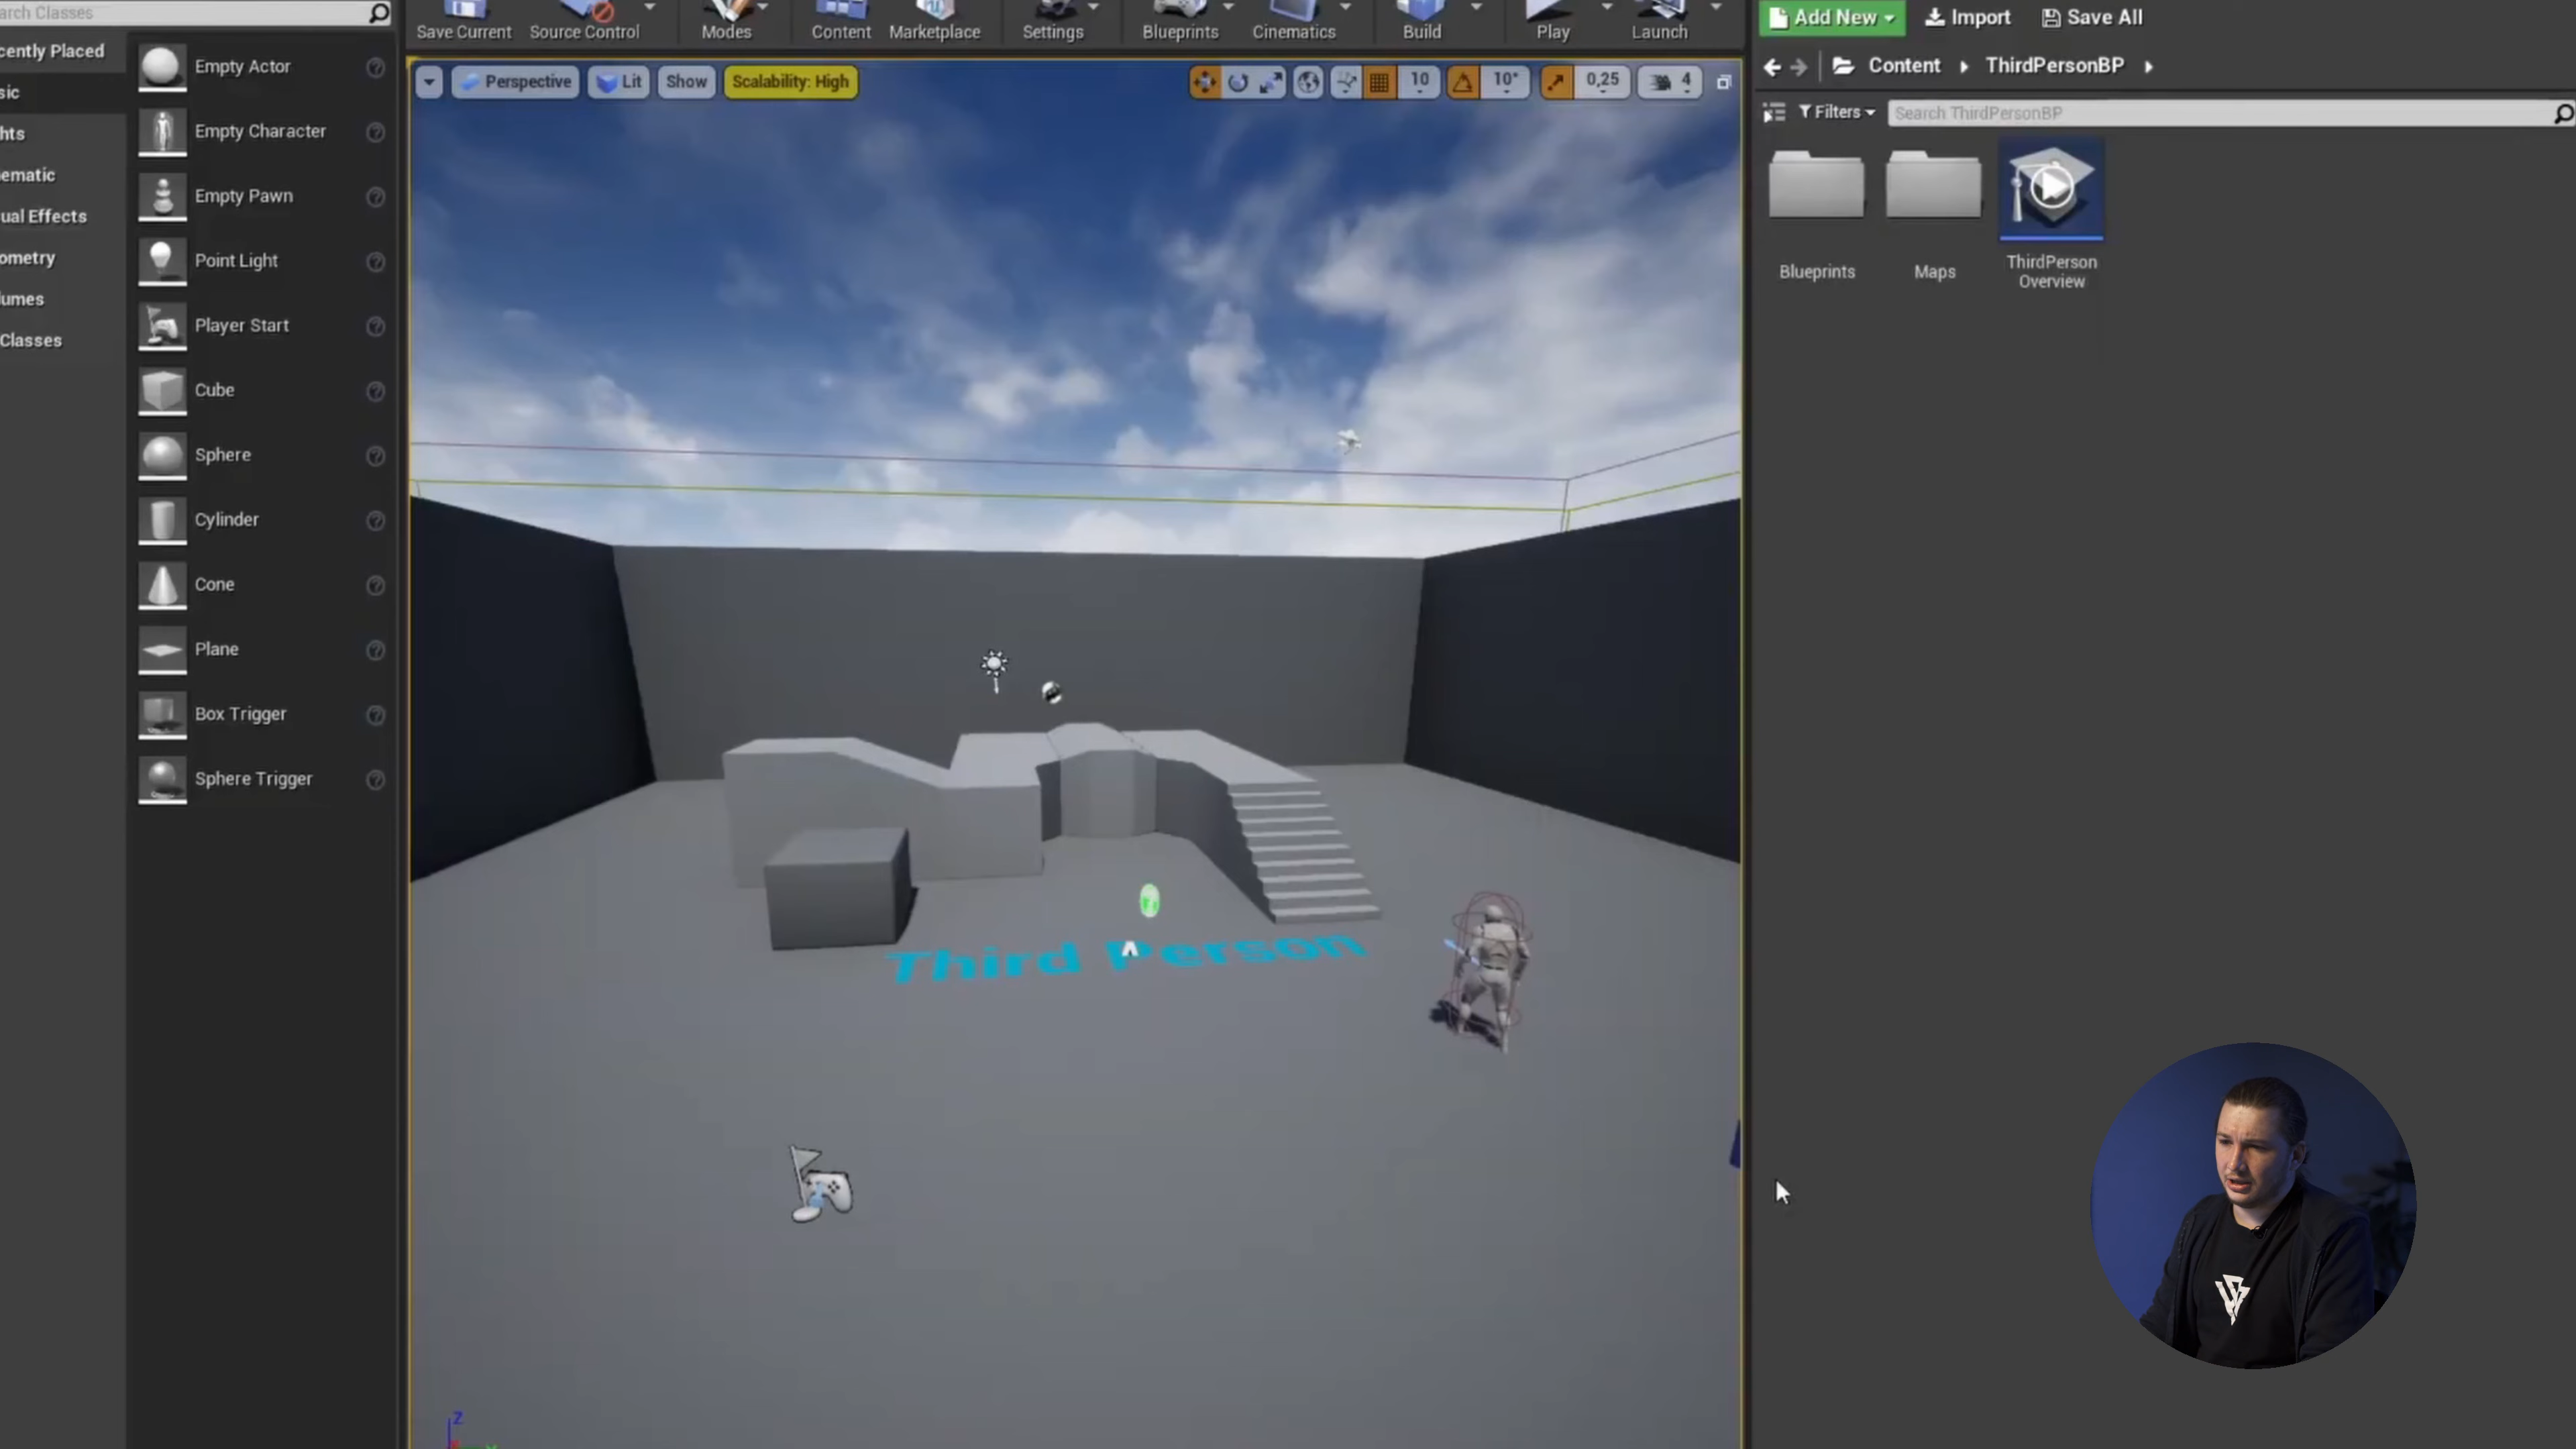 arch Classes
cently Placed
sic
hts
ematic
ual Effects
ometry
lumes
Classes
Empty Actor
Empty Character
Empty Pawn
Point Light
Player Start
Cube
Sphere
Cylinder
Cone
Plane
Box Trigger
Sphere Trigger
Save Current
Source Control
Modes
Content
Marketplace
Settings
Blueprints
Cinematics
Build
Play
Launch
Perspective
Lit
Show
Scalability: High
10
10°
0,25
4
Third Person
Z
Add New
Import
Save All
Content
ThirdPersonBP
Filters
Search ThirdPersonBP
Blueprints
Maps
ThirdPerson
Overview